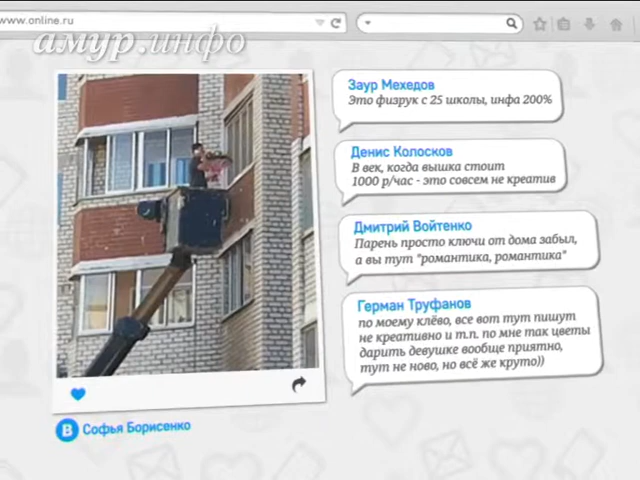 www.online.ru
амур.инфо
Заур Мехедов
Это физрук с 25 школы, инфа 200%
Денис Колосков
В век, когда вышка стоит
1000 р/час - это совсем не креатив
Дмитрий Войтенко
Парень просто ключи от дома забыл,
а вы тут "романтика, романтика"
Герман Труфанов
по моему клёво, все вот тут пишут
не креативно и т.п. по мне так цветы
дарить девушке вообще приятно,
тут не ново, но всё же круто))
В Софья Борисенко